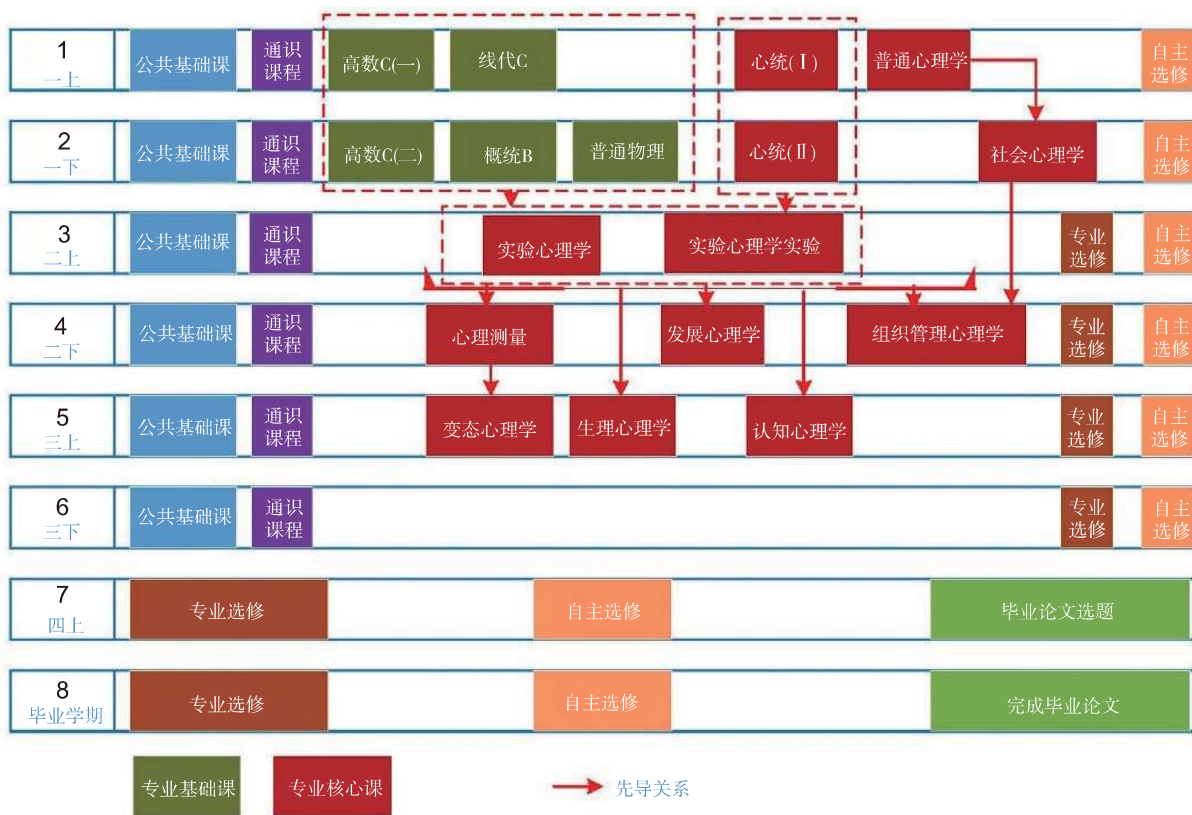 1
一上
公共基础课
通识
课程
高数C(一)
线代C
心统(Ⅰ)
普通心理学
自主
选修
2
一下
公共基础课
通识
课程
高数C(二)
概统B
普通物理
心统(Ⅱ)
社会心理学
自主
选修
3
二上
公共基础课
通识
课程
实验心理学
实验心理学实验
专业
选修
自主
选修
4
二下
公共基础课
通识
课程
心理测量
发展心理学
组织管理心理学
专业
选修
自主
选修
5
三上
公共基础课
通识
课程
变态心理学
生理心理学
认知心理学
专业
选修
自主
选修
6
三下
公共基础课
通识
课程
专业
选修
自主
选修
7
四上
专业选修
自主选修
毕业论文选题
8
毕业学期
专业选修
自主选修
完成毕业论文
专业基础课
专业核心课
先导关系